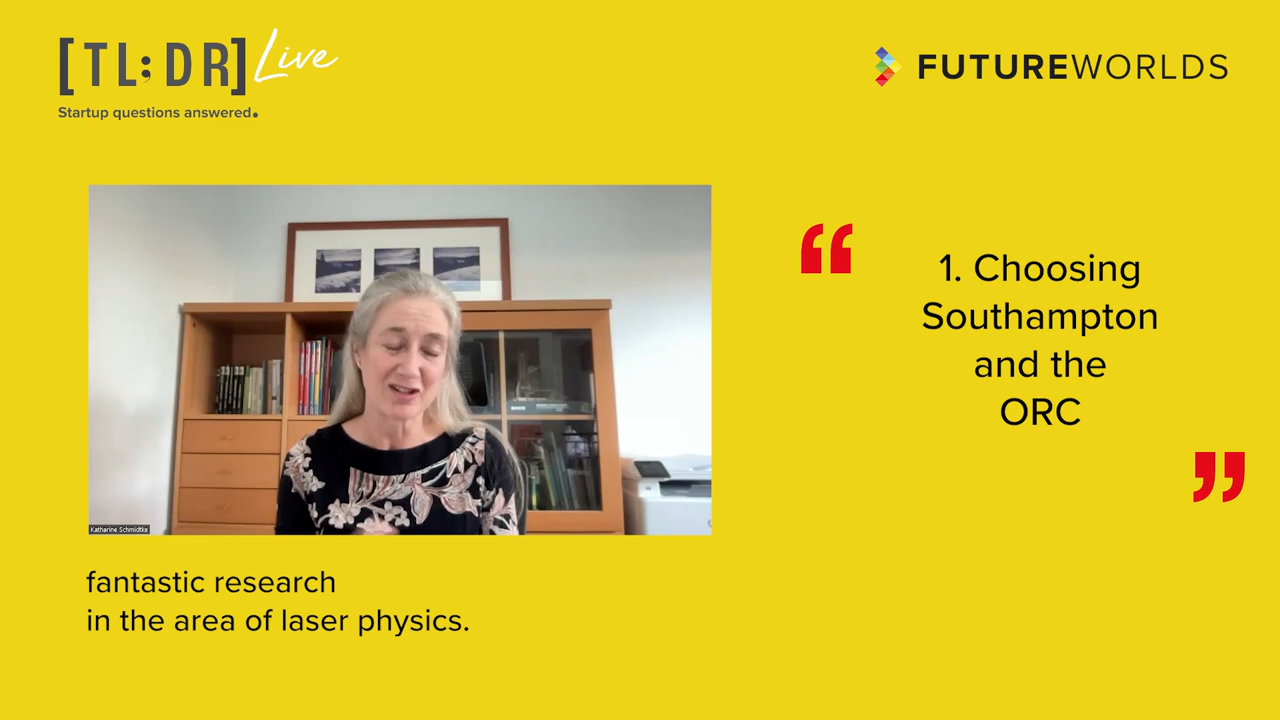 [TL;DR] Live
Startup questions answered.
FUTUREWORLDS
“
1. Choosing
Southampton
and the
ORC
”
Katharine Schmidtke
fantastic research
in the area of laser physics.